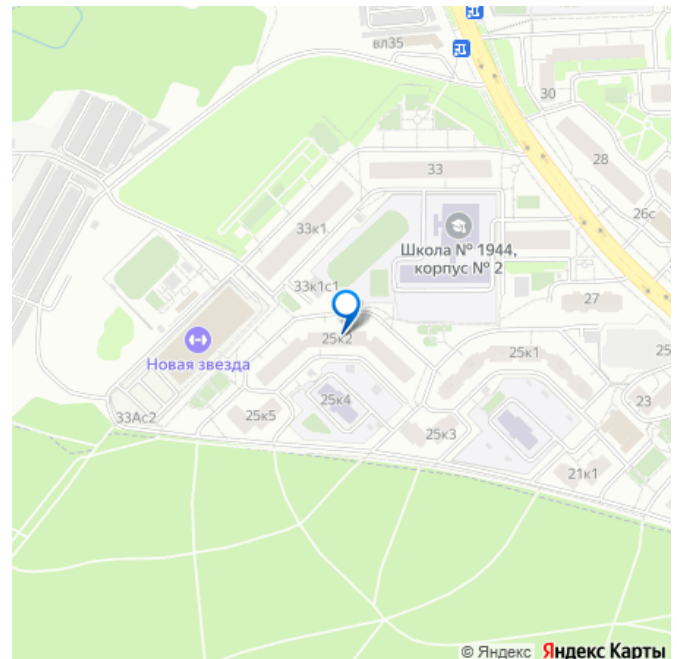 вл35
30
33
28
26с
33к1
Школа № 1944,
корпус № 2
33к1с1
27
25к2
25к1
25
Новая звезда
25к4
23
33Ас2
25к5
25к3
21к1
© Яндекс Яндекс Карты